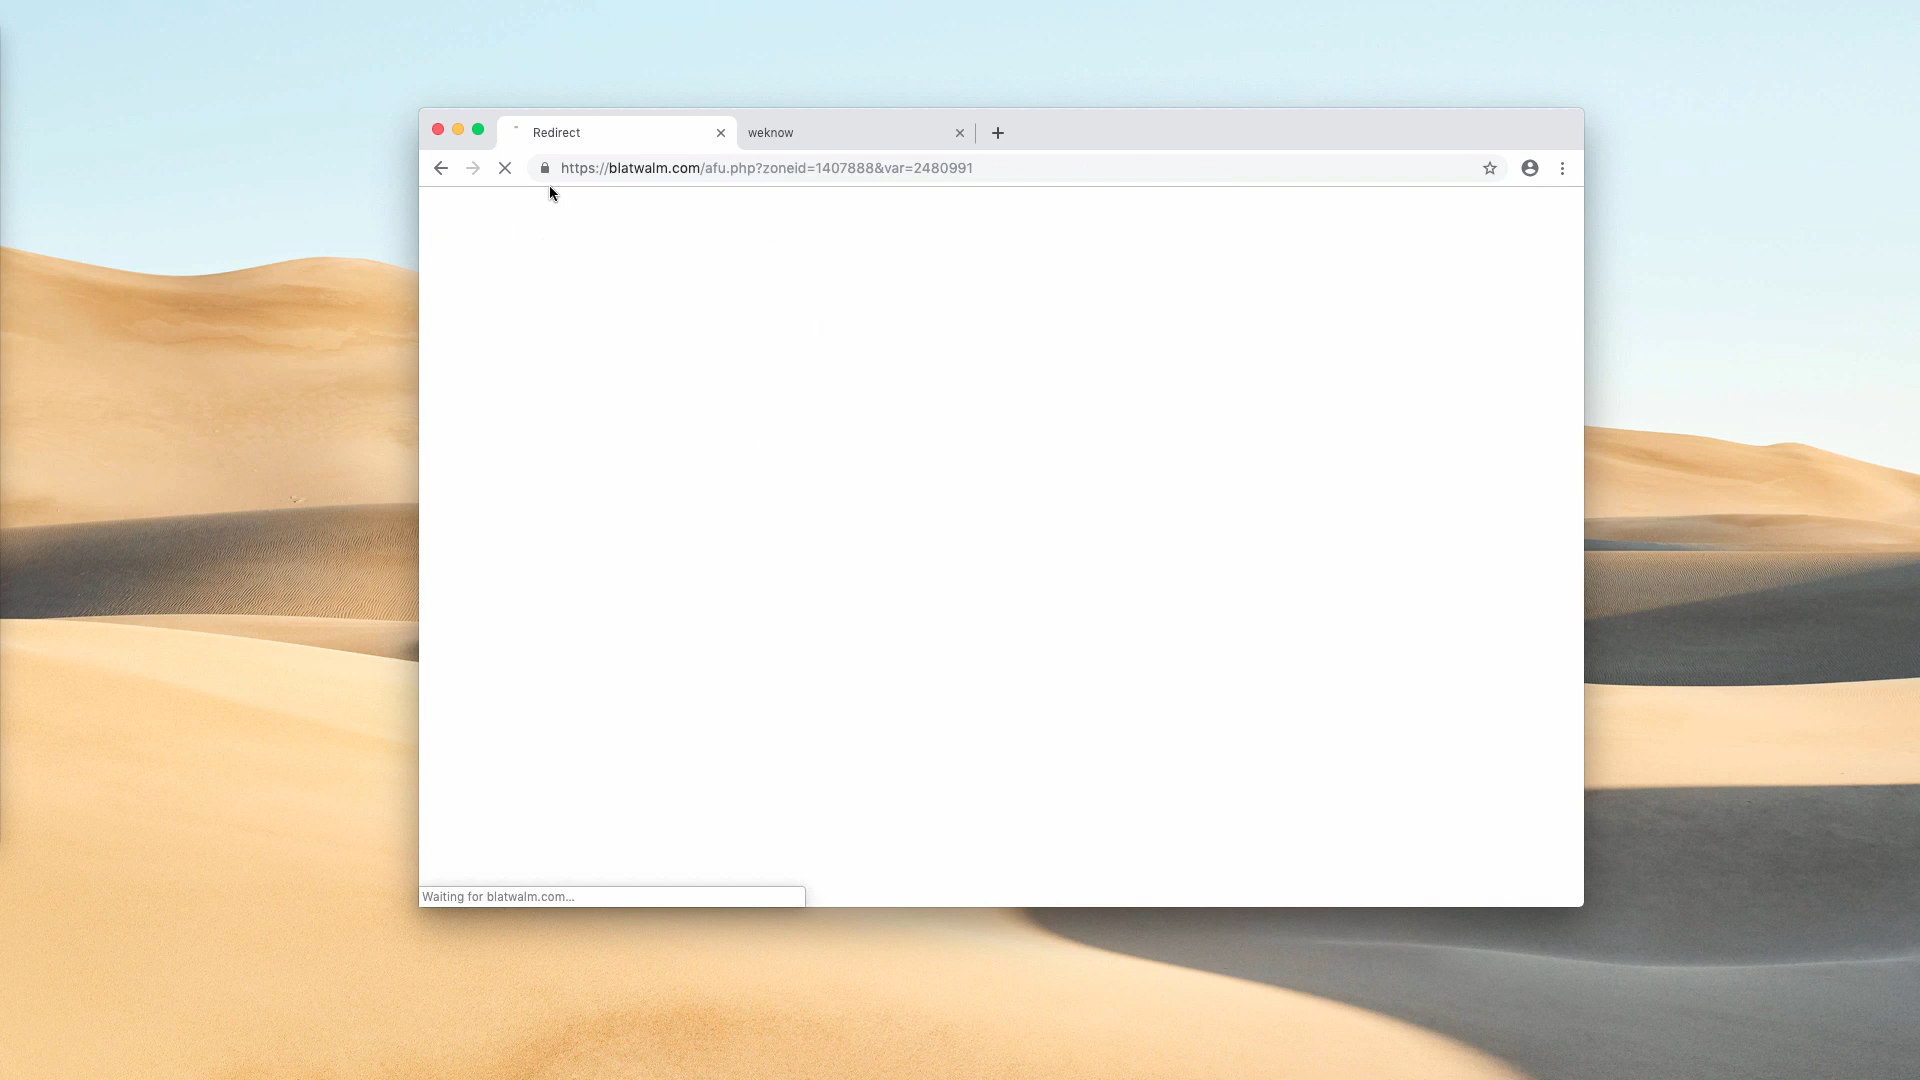 Redirect
weknow
https://blatwalm.com/afu.php?zoneid=1407888&var=2480991
Waiting for blatwalm.com...